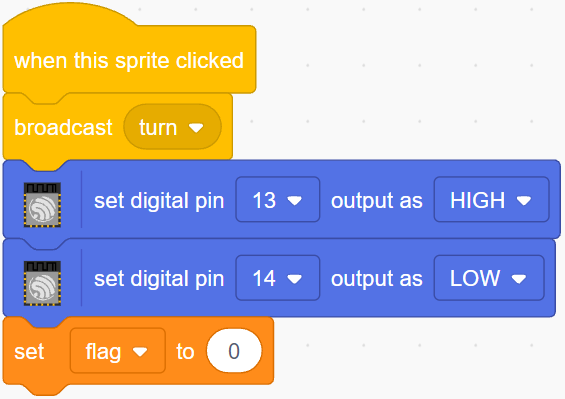 when this sprite clicked
broadcast turn
set digital pin 13 output as HIGH
set digital pin 14 output as LOW
set flag to 0